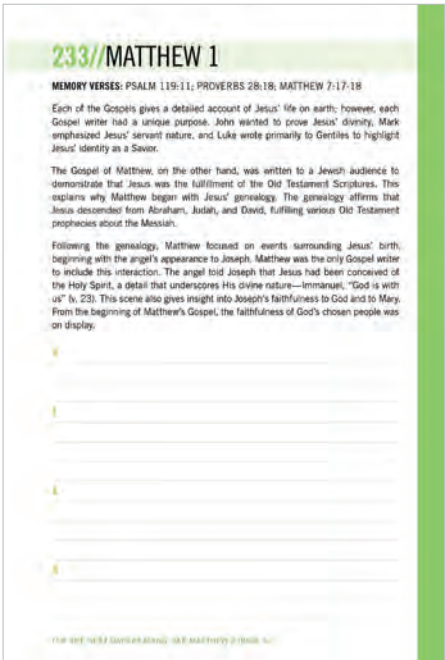 233//MATTHEW 1
MEMORY VERSES: PSALM 119:11; PROVERBS 28:18; MATTHEW 7:17-18
Each of the Gospels gives a detailed account of Jesus' life on earth; however, each
Gospel writer had a unique purpose. John wanted to prove Jesus' divinity, Mark
emphasized Jesus' servant nature, and Luke wrote primarily to Gentiles to highlight
Jesus' identity as a Savior.
The Gospel of Matthew, on the other hand, was written to a Jewish audience to
demonstrate that Jesus was the fulfillment of the Old Testament Scriptures. This
explains why Matthew began with Jesus' genealogy. The genealogy affirms that
Jesus descended from Abraham, Judah, and David, fulfilling various Old Testament
prophecies about the Messiah.
Following the genealogy, Matthew focused on events surrounding Jesus' birth,
beginning with the angel's appearance to Joseph. Matthew was the only Gospel writer
to include this interaction. The angel told Joseph that Jesus had been conceived of
the Holy Spirit, a detail that underscores His divine nature—Immanuel, "God is with
us" (v. 23). This scene also gives insight into Joseph's faithfulness to God and to Mary.
From the beginning of Matthew's Gospel, the faithfulness of God's chosen people was
on display.